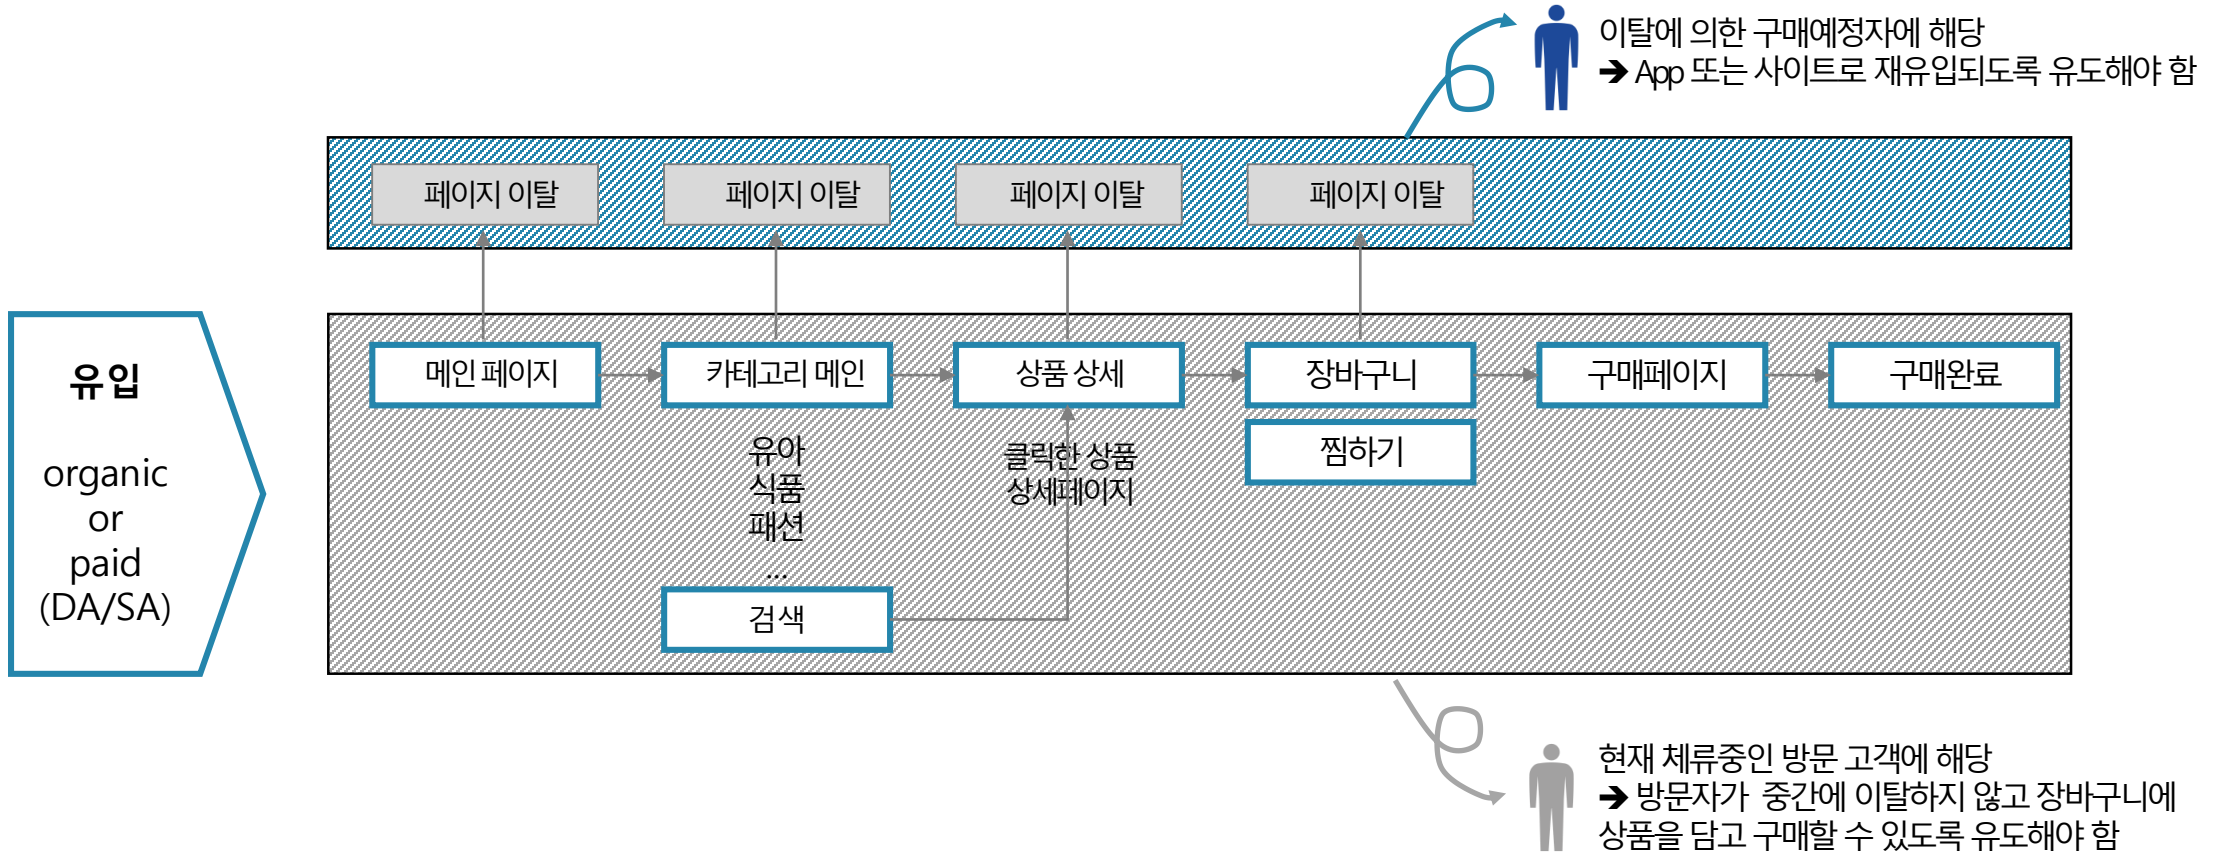 이탈에 의한 구매예정자에 해당
➔ App 또는 사이트로 재유입되도록 유도해야 함
페이지 이탈
페이지 이탈
페이지 이탈
페이지 이탈
유입
organic
or
paid
(DA/SA)
메인 페이지
카테고리 메인
상품 상세
장바구니
구매페이지
구매완료
찜하기
유아
식품
패션
...
클릭한 상품
상세페이지
검색
현재 체류중인 방문 고객에 해당
➔ 방문자가 중간에 이탈하지 않고 장바구니에
상품을 담고 구매할 수 있도록 유도해야 함